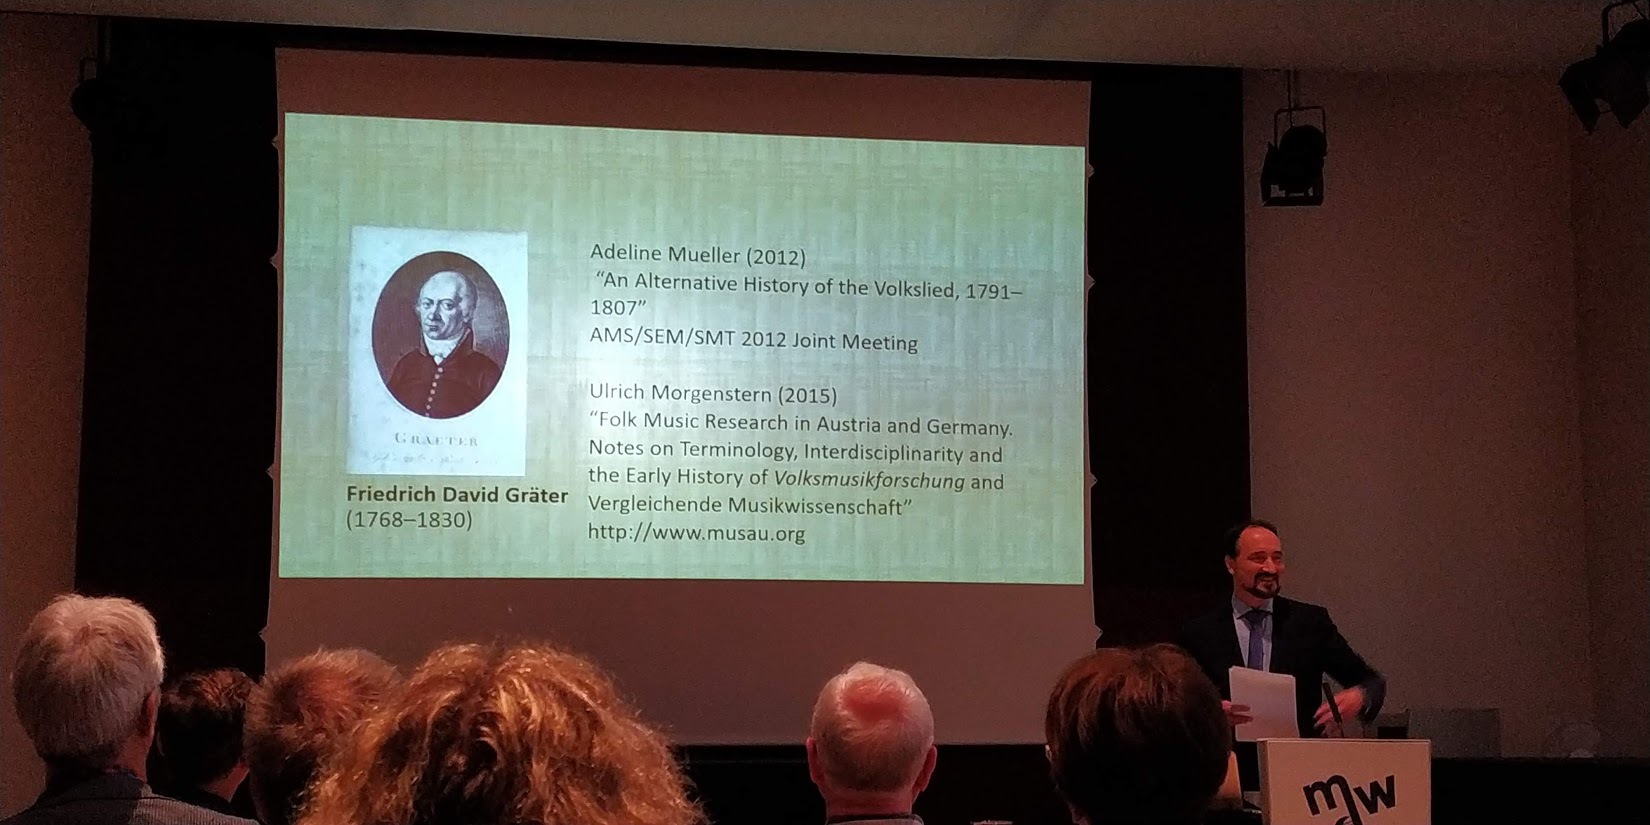 Adeline Mueller (2012)
“An Alternative History of the Volkslied, 1791–
1807”
AMS/SEM/SMT 2012 Joint Meeting
Ulrich Morgenstern (2015)
“Folk Music Research in Austria and Germany.
Notes on Terminology, Interdisciplinarity and
the Early History of Volksmusikforschung and
Vergleichende Musikwissenschaft”
http://www.musau.org
GRAETER
Friedrich David Gräter
(1768–1830)
mdw